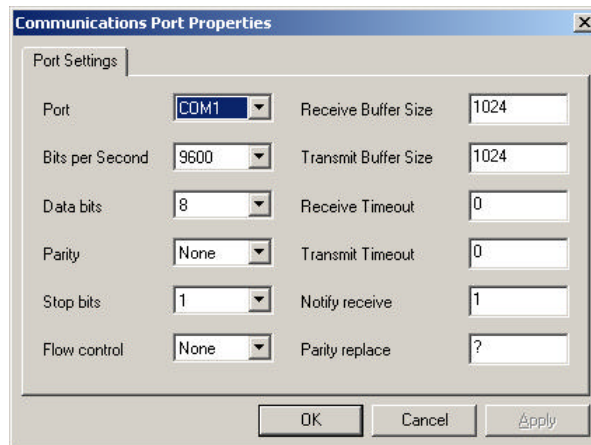 Communications Port Properties
Port Settings
Port COM1 Receive Buffer Size 1024
Bits per Second 9600 Transmit Buffer Size 1024
Data bits 8 Receive Timeout 0
Parity None Transmit Timeout 0
Stop bits 1 Notify receive 1
Flow control None Parity replace ?
OK Cancel Apply